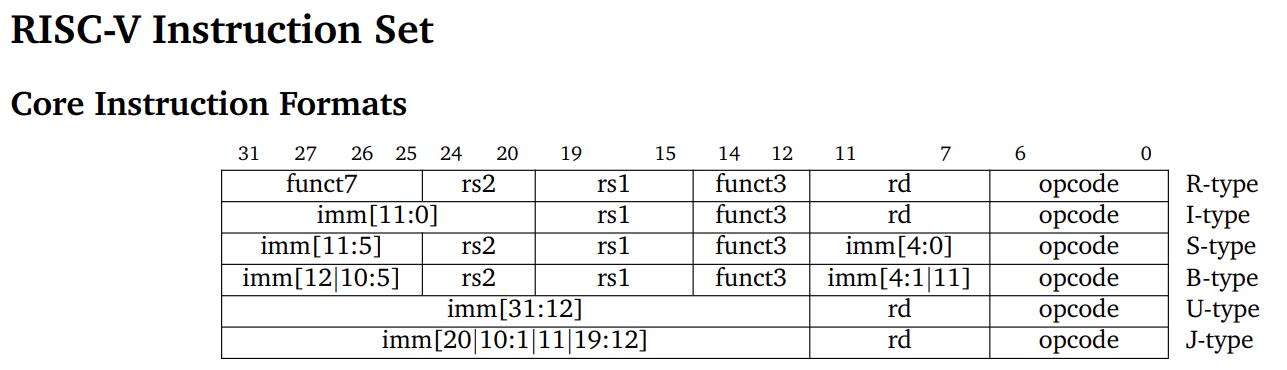 RISC-V Instruction Set
Core Instruction Formats
31 27 26 25 24 20 19 15 14 12 11 7 6 0
funct7 rs2 rs1 funct3 rd opcode R-type
imm[11:0] rs1 funct3 rd opcode I-type
imm[11:5] rs2 rs1 funct3 imm[4:0] opcode S-type
imm[12|10:5] rs2 rs1 funct3 imm[4:1|11] opcode B-type
imm[31:12] rd opcode U-type
imm[20|10:1|11|19:12] rd opcode J-type